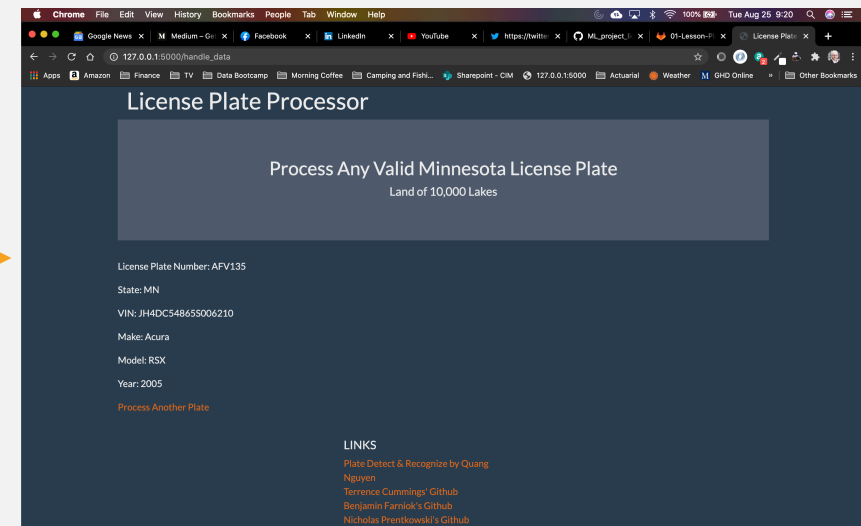 Chrome File Edit View History Bookmarks People Tab Window Help 100% Tue Aug 25 9:20
Google News Medium – Get Facebook LinkedIn YouTube https://twitter ML_project_ 01-Lesson-Pl License Plate
127.0.0.1:5000/handle_data
Apps Amazon Finance TV Data Bootcamp Morning Coffee Camping and Fishi... Sharepoint - CIM 127.0.0.1:5000 Actuarial Weather GHD Online » Other Bookmarks
License Plate Processor
Process Any Valid Minnesota License Plate
Land of 10,000 Lakes
License Plate Number: AFV135
State: MN
VIN: JH4DC54865S006210
Make: Acura
Model: RSX
Year: 2005
Process Another Plate
LINKS
Plate Detect & Recognize by Quang
Nguyen
Terrence Cummings' Github
Benjamin Farniok's Github
Nicholas Prentkowski's Github